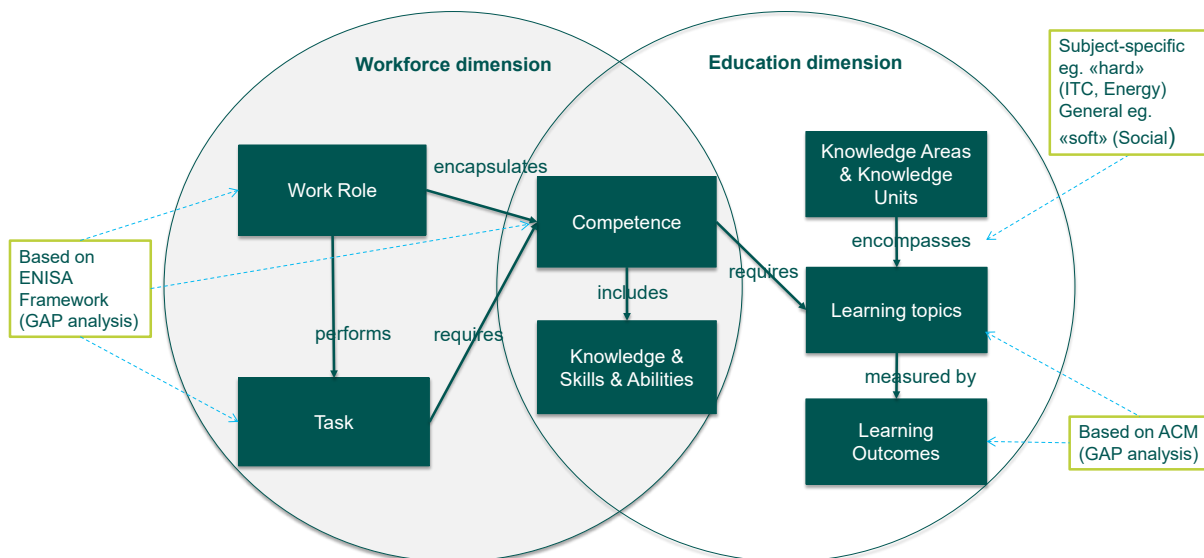 Workforce dimension
Education dimension
Subject-specific
eg. «hard»
(ITC, Energy)
General eg.
«soft» (Social)
Work Role
encapsulates
Competence
Knowledge Areas
& Knowledge
Units
encompasses
Based on
ENISA
Framework
(GAP analysis)
performs
requires
includes
requires
Learning topics
Task
Knowledge &
Skills & Abilities
measured by
Learning
Outcomes
Based on ACM
(GAP analysis)